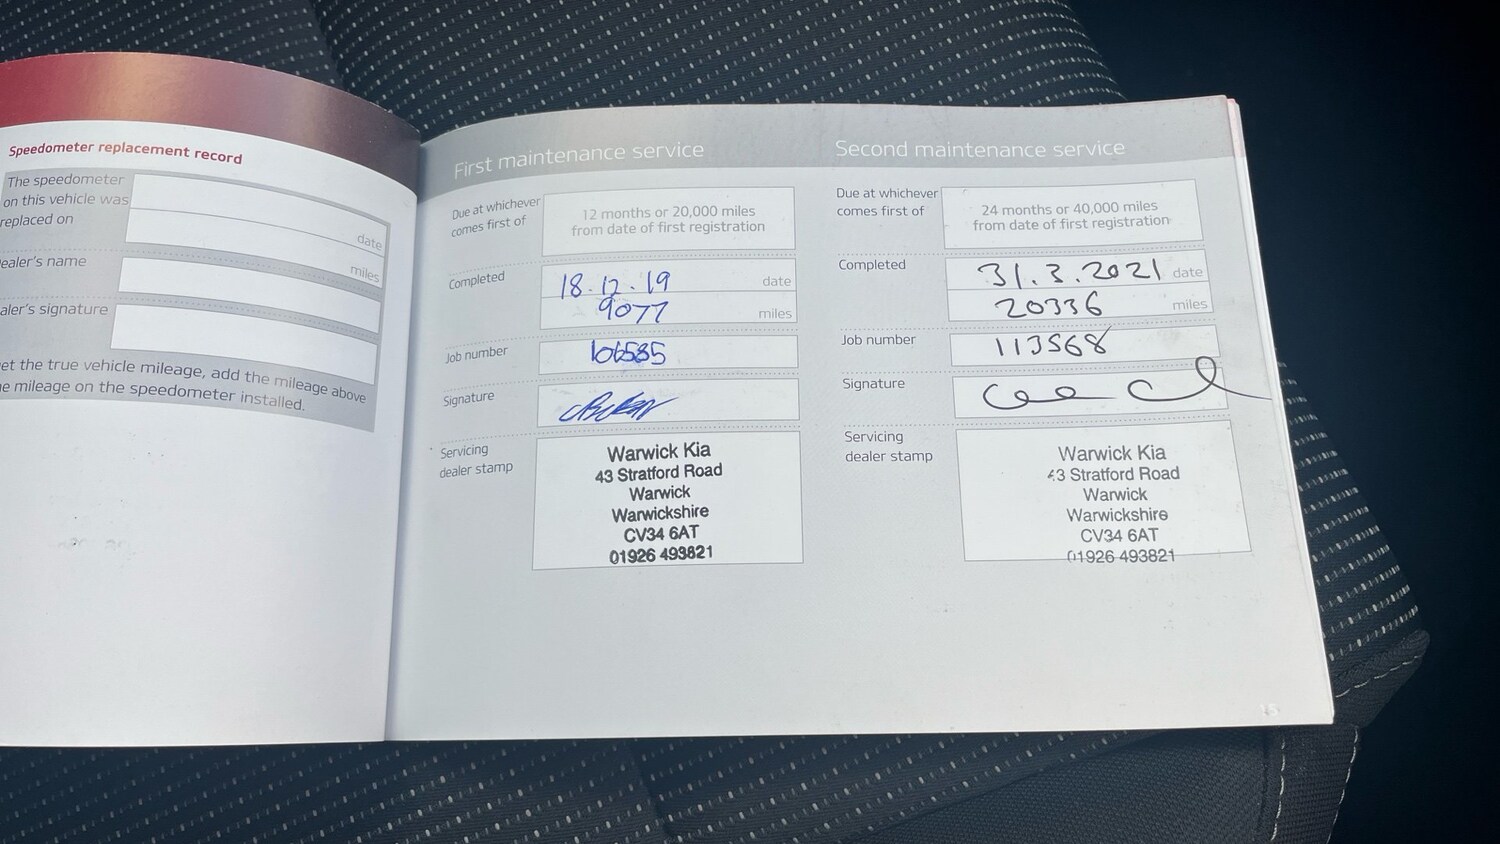 Speedometer replacement record
The speedometer
on this vehicle was
replaced on
date
miles
ealer's name
aler's signature
et the true vehicle mileage, add the mileage above
e mileage on the speedometer installed.
First maintenance service
Due at whichever
comes first of
12 months or 20,000 miles
from date of first registration
Completed
18.12.19 date
9077 miles
Job number
106585
Signature
Servicing
dealer stamp
Warwick Kia
43 Stratford Road
Warwick
Warwickshire
CV34 6AT
01926 493821
Second maintenance service
Due at whichever
comes first of
24 months or 40,000 miles
from date of first registration
Completed
31.3.2021 date
20336 miles
Job number
113568
Signature
Servicing
dealer stamp
Warwick Kia
43 Stratford Road
Warwick
Warwickshire
CV34 6AT
01926 493821
15